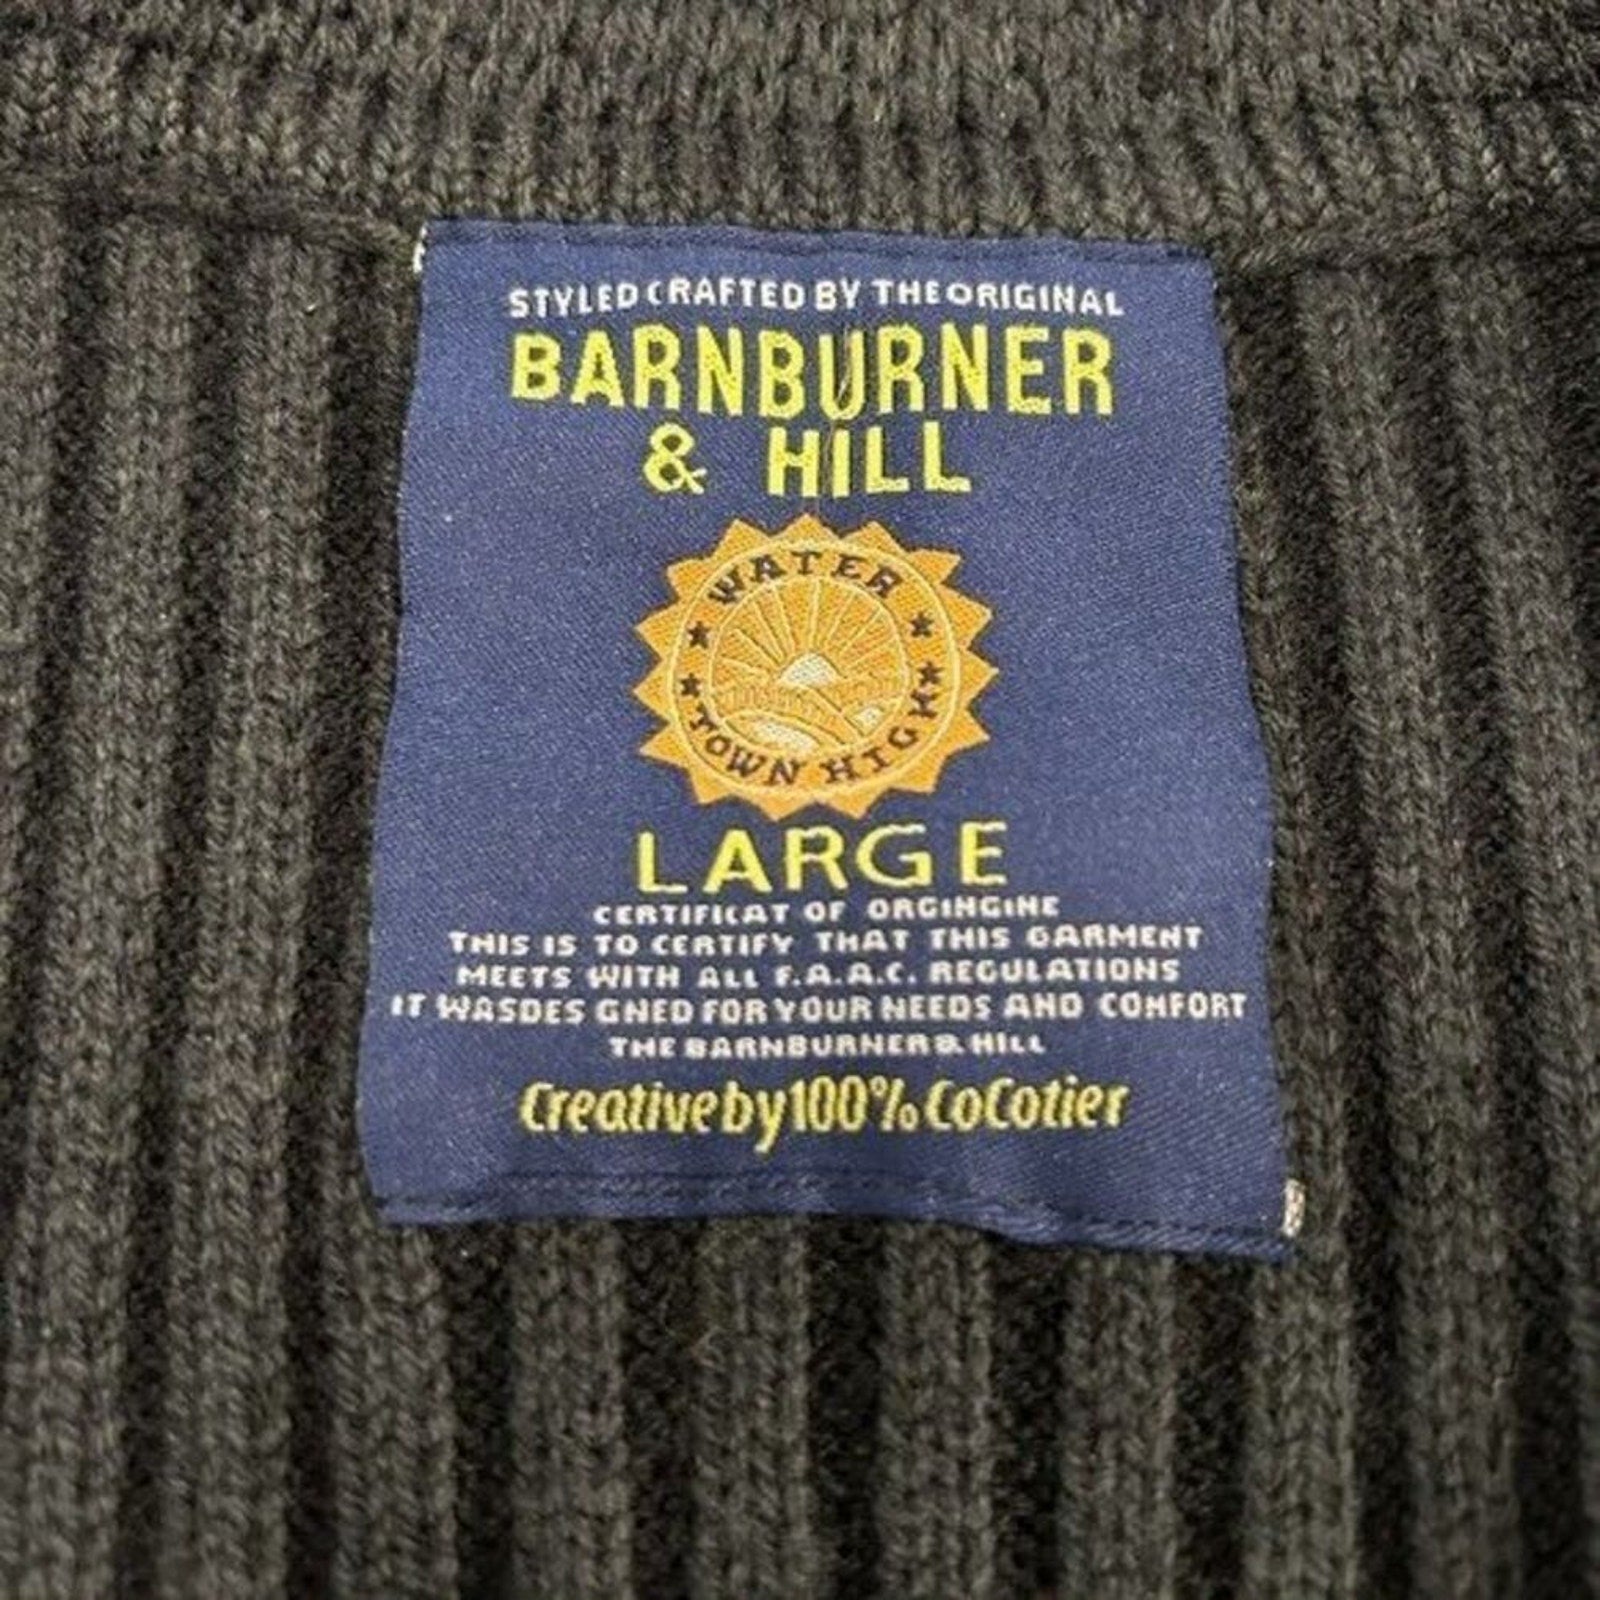 STYLED CRAFTED BY THE ORIGINAL
BARNBURNER
& HILL
WATER
TOWN HIGH
LARGE
CERTIFICAT OF ORGINGINE
THIS IS TO CERTIFY THAT THIS GARMENT
MEETS WITH ALL F.A.A.C. REGULATIONS
IT WASDES GNED FOR YOUR NEEDS AND COMFORT
THE BARNBURNER & HILL
Creative by 100% CoCotier